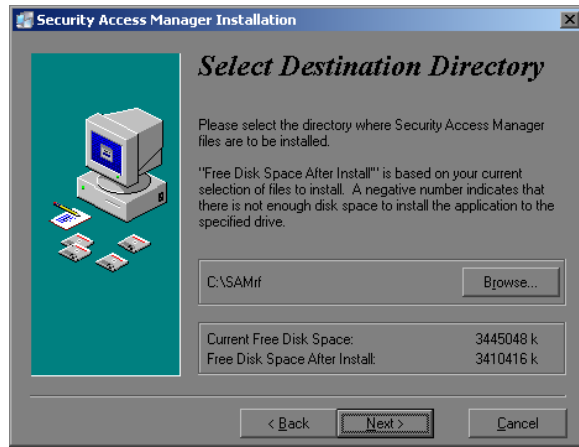 Security Access Manager Installation
Select Destination Directory
Please select the directory where Security Access Manager
files are to be installed.
"Free Disk Space After Install"' is based on your current
selection of files to install.  A negative number indicates that
there is not enough disk space to install the application to the
specified drive.
C:\SAMrf
Browse...
Current Free Disk Space: 3445048 k
Free Disk Space After Install: 3410416 k
< Back
Next >
Cancel